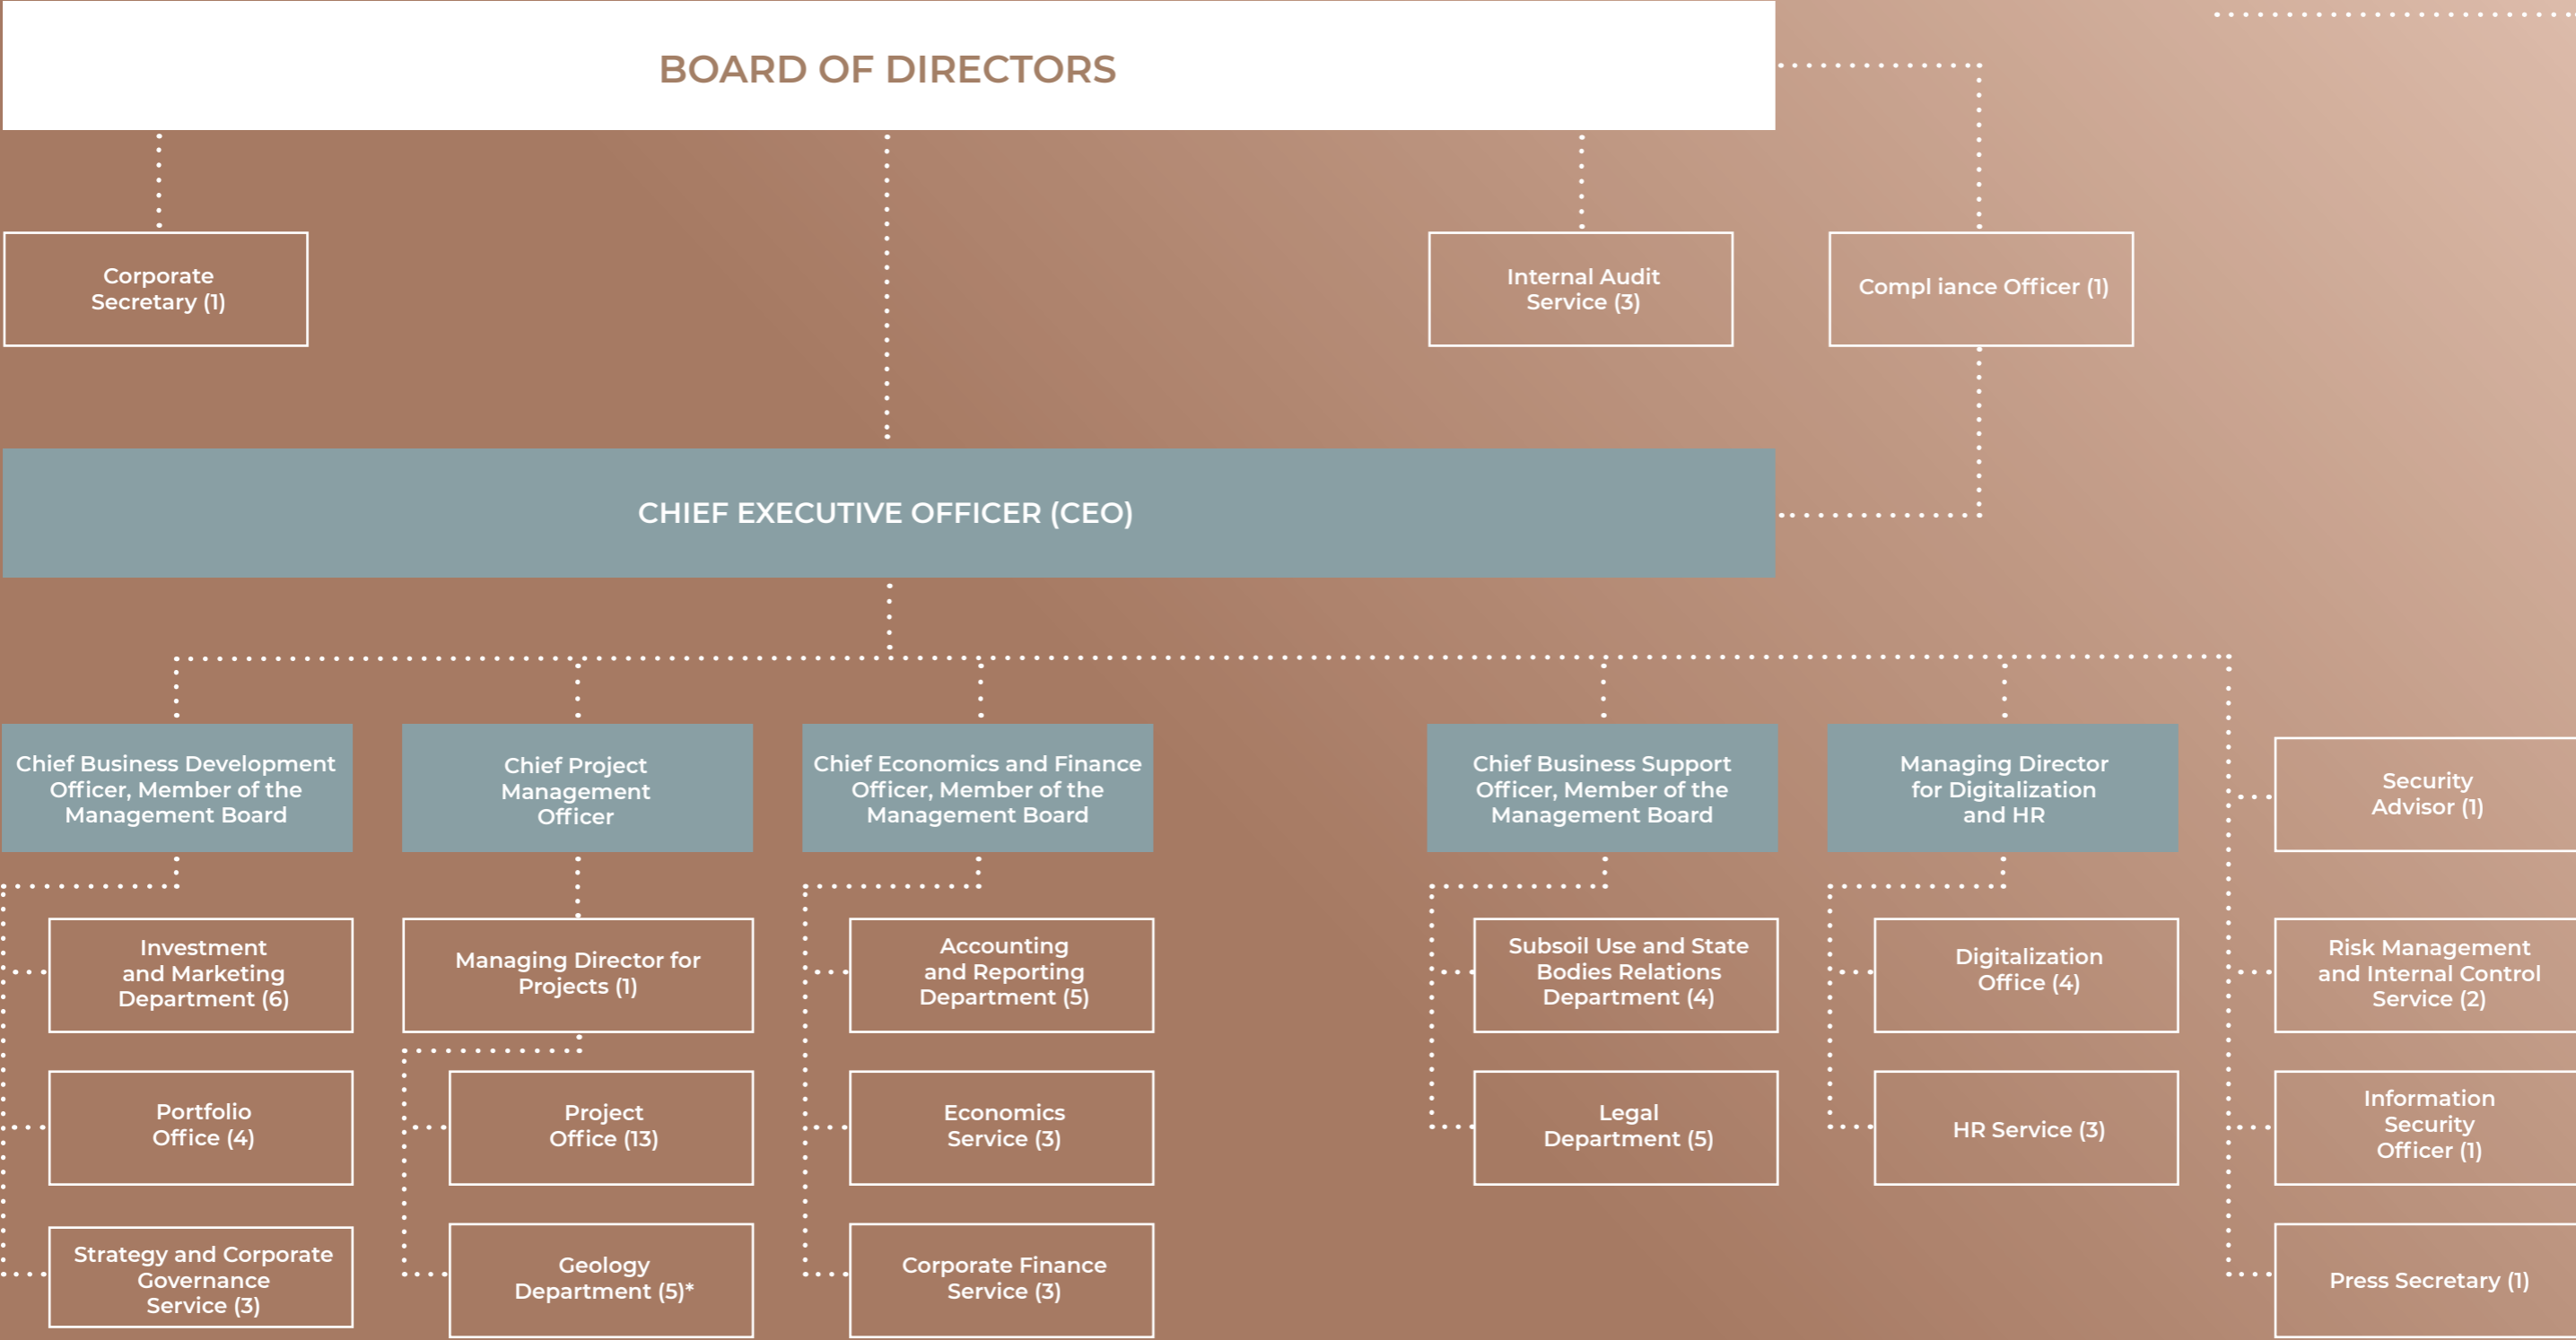 BOARD OF DIRECTORS
Corporate
Secretary (1)
Internal Audit
Service (3)
Compl iance Officer (1)
CHIEF EXECUTIVE OFFICER (CEO)
Chief Business Development
Officer, Member of the
Management Board
Chief Project
Management
Officer
Chief Economics and Finance
Officer, Member of the
Management Board
Chief Business Support
Officer, Member of the
Management Board
Managing Director
for Digitalization
and HR
Security
Advisor (1)
Investment
and Marketing
Department (6)
Managing Director for
Projects (1)
Accounting
and Reporting
Department (5)
Subsoil Use and State
Bodies Relations
Department (4)
Digitalization
Office (4)
Risk Management
and Internal Control
Service (2)
Portfolio
Office (4)
Project
Office (13)
Economics
Service (3)
Legal
Department (5)
HR Service (3)
Information
Security
Officer (1)
Strategy and Corporate
Governance
Service (3)
Geology
Department (5)*
Corporate Finance
Service (3)
Press Secretary (1)